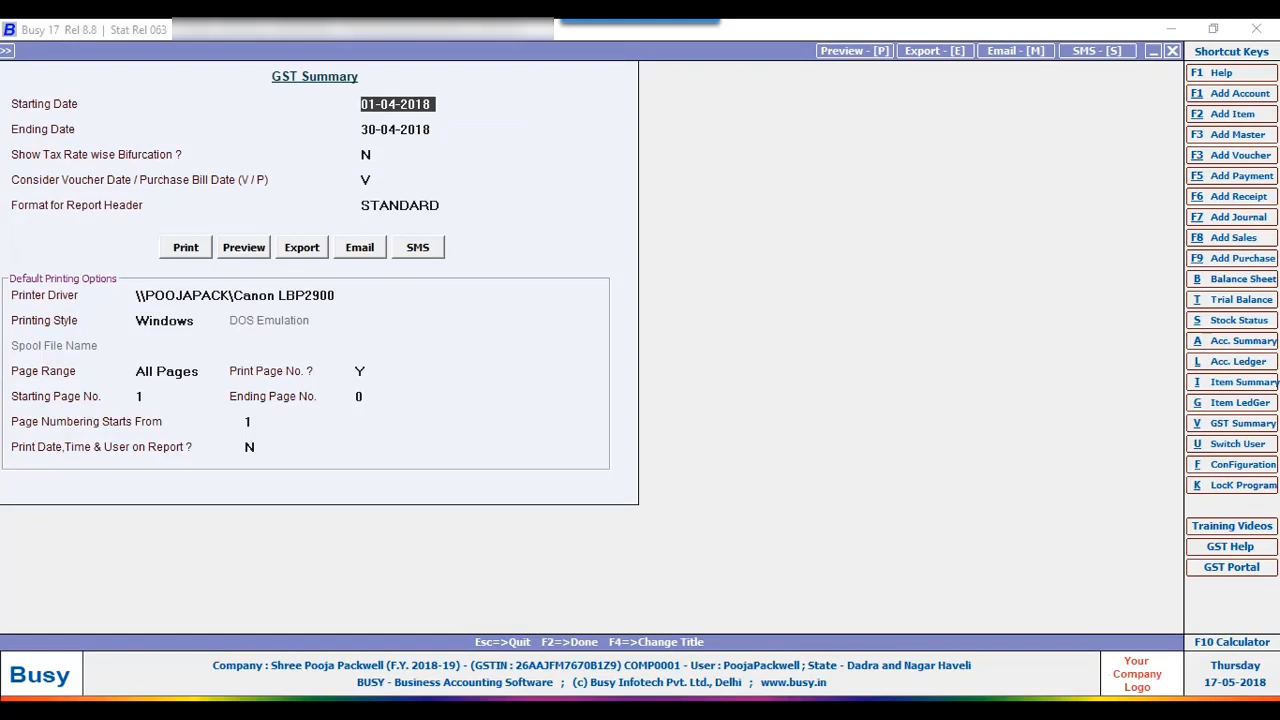 B Busy 17 Rel 8.8 | Stat Rel 063
>> Preview - [P] Export - [E] Email - [M] SMS - [S] Shortcut Keys
GST Summary
Starting Date 01-04-2018
Ending Date 30-04-2018
Show Tax Rate wise Bifurcation ? N
Consider Voucher Date / Purchase Bill Date (V / P) V
Format for Report Header STANDARD
Print Preview Export Email SMS
Default Printing Options
Printer Driver \\POOJAPACK\Canon LBP2900
Printing Style Windows DOS Emulation
Spool File Name
Page Range All Pages Print Page No. ? Y
Starting Page No. 1 Ending Page No. 0
Page Numbering Starts From 1
Print Date,Time & User on Report ? N
F1 Help
F1 Add Account
F2 Add Item
F3 Add Master
F3 Add Voucher
F5 Add Payment
F6 Add Receipt
F7 Add Journal
F8 Add Sales
F9 Add Purchase
B Balance Sheet
T Trial Balance
S Stock Status
A Acc. Summary
L Acc. Ledger
I Item Summary
G Item LedGer
V GST Summary
U Switch User
F ConFiguration
K LocK Program
Training Videos
GST Help
GST Portal
Esc=>Quit F2=>Done F4=>Change Title F10 Calculator
Busy
Company : Shree Pooja Packwell (F.Y. 2018-19) - (GSTIN : 26AAJFM7670B1Z9) COMP0001 - User : PoojaPackwell ; State - Dadra and Nagar Haveli
BUSY - Business Accounting Software ; (c) Busy Infotech Pvt. Ltd., Delhi ; www.busy.in
Your
Company
Logo
Thursday
17-05-2018